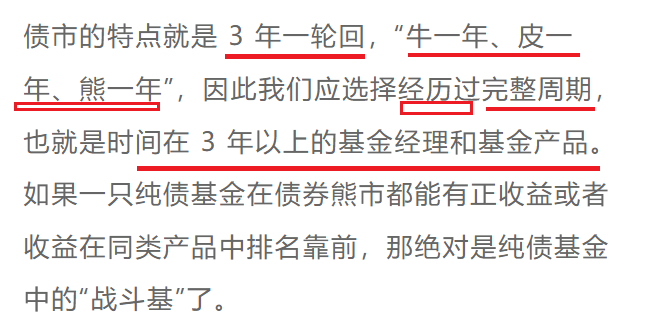 债市的特点就是 3 年一轮回，“牛一年、皮一
年、熊一年”，因此我们应选择经历过完整周期，
也就是时间在 3 年以上的基金经理和基金产品。
如果一只纯债基金在债券熊市都能有正收益或者
收益在同类产品中排名靠前，那绝对是纯债基金
中的“战斗基”了。